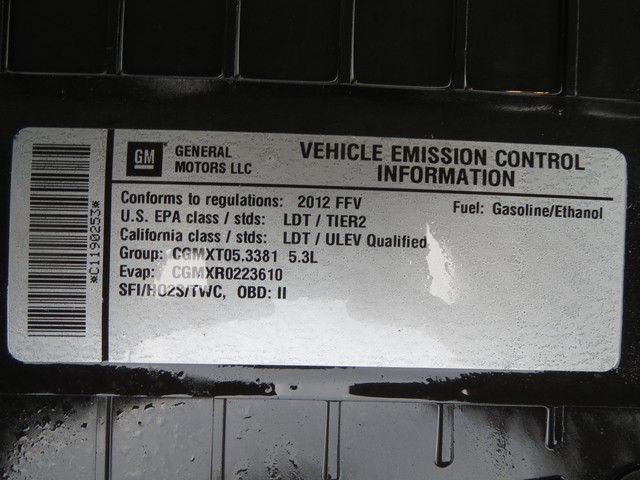 *C1190253*
GM
GENERAL
MOTORS LLC
VEHICLE EMISSION CONTROL
INFORMATION
Conforms to regulations: 2012 FFV
Fuel: Gasoline/Ethanol
U.S. EPA class / stds: LDT / TIER2
California class / stds: LDT / ULEV Qualified
Group: CGMXT05.3381 5.3L
Evap: CGMXR0223610
SFI/HO2S/TWC, OBD: II